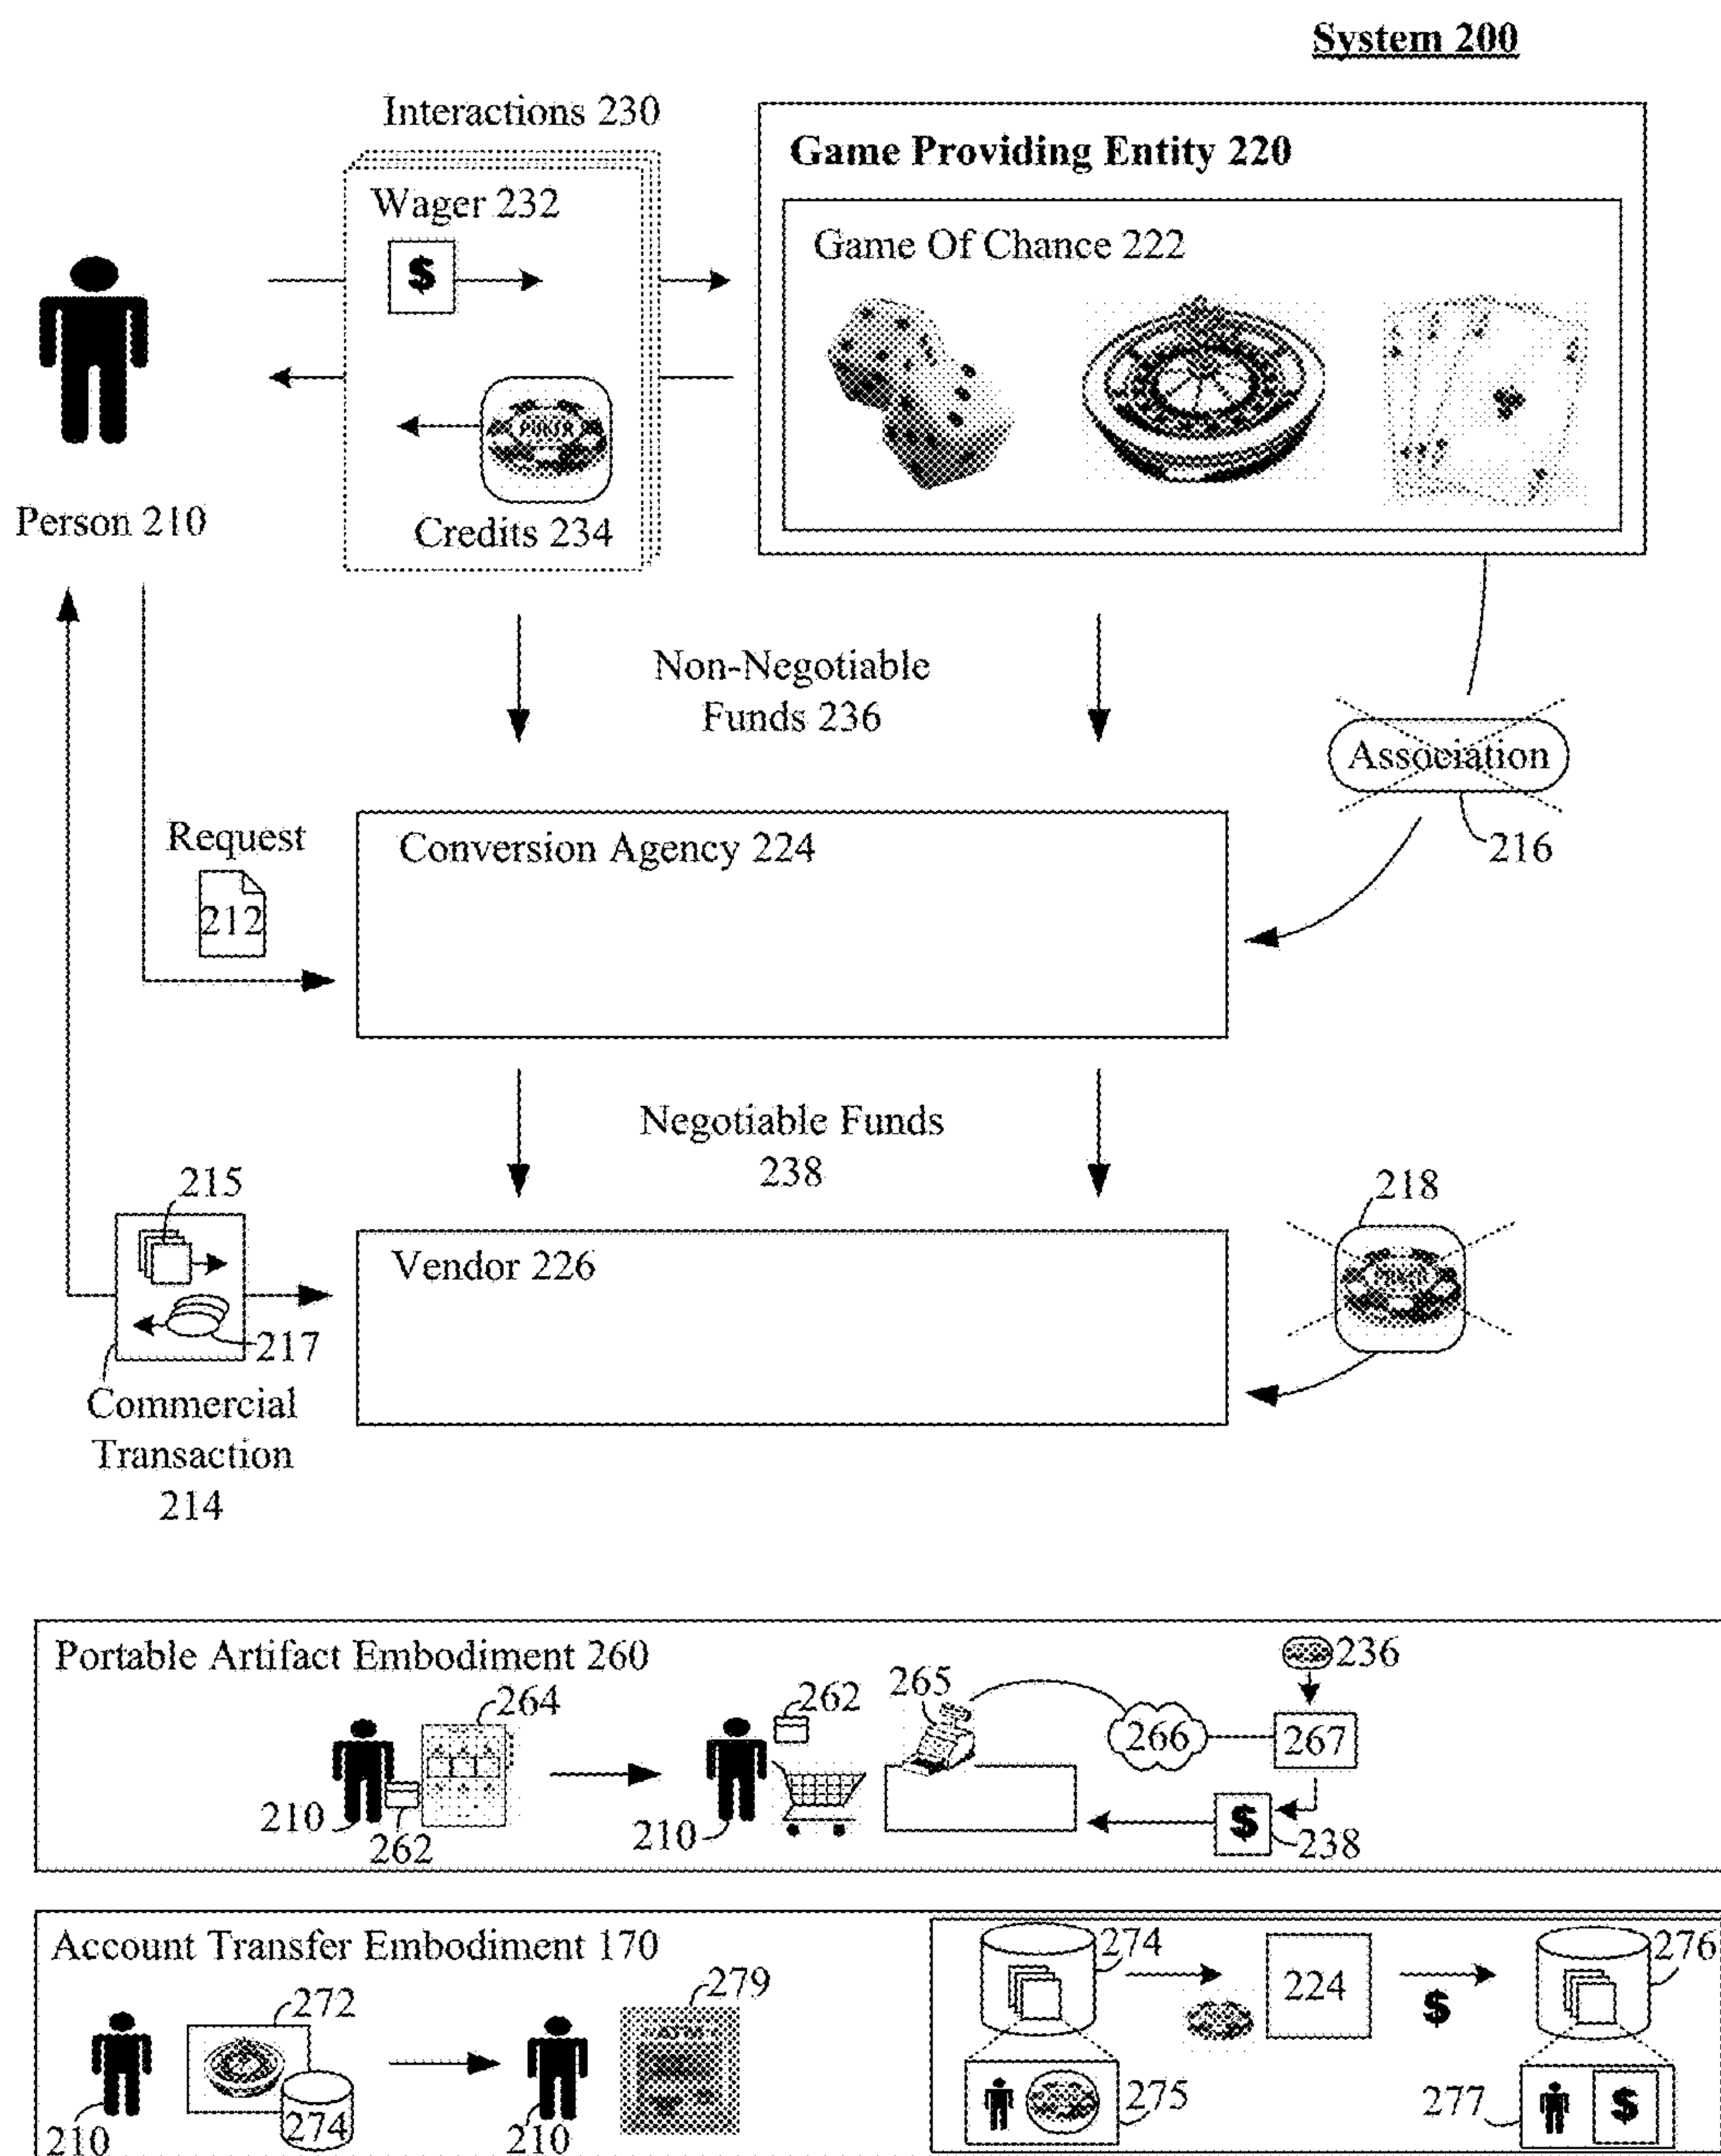 System 200
Interactions 230
Game Providing Entity 220
Wager 232
$
Game Of Chance 222
POKER
Person 210
Credits 234
Non-Negotiable
Funds 236
Association
216
Request
212
Conversion Agency 224
Negotiable Funds
238
215
218
Vendor 226
217
Commercial
Transaction
214
Portable Artifact Embodiment 260
236
264
262
265
266
267
210
262
210
$
238
Account Transfer Embodiment 170
274
276
272
279
224
$
ATM
275
277
$
210
274
210